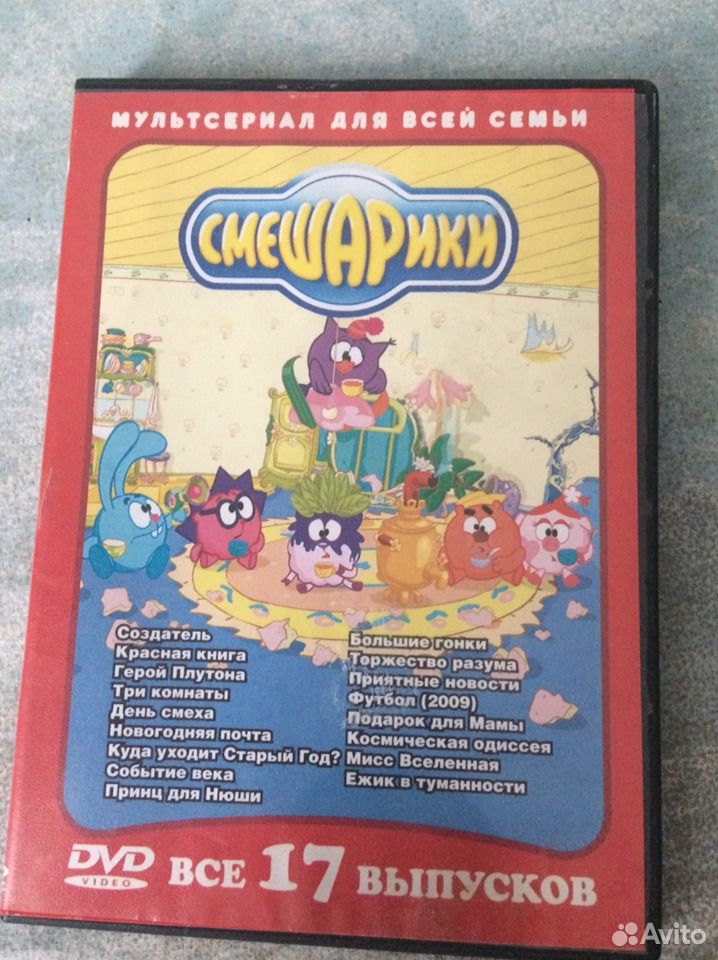 МУЛЬТСЕРИАЛ ДЛЯ ВСЕЙ СЕМЬИ
СМЕШАРИКИ
Создатель
Красная книга
Герой Плутона
Три комнаты
День смеха
Новогодняя почта
Куда уходит Старый Год?
Событие века
Принц для Нюши
Большие гонки
Торжество разума
Приятные новости
Футбол (2009)
Подарок для Мамы
Космическая одиссея
Мисс Вселенная
Ежик в туманности
DVD
VIDEO
ВСЕ 17 ВЫПУСКОВ
Avito